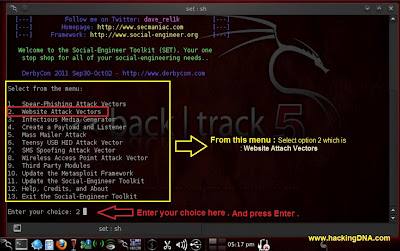 set : sh
[---] Follow me on Twitter: dave_rel1k [---]
[---] Homepage: http://www.secmaniac.com [---]
[---] Framework: http://www.social-engineer.org [---]
Welcome to the Social-Engineer Toolkit (SET). Your one
stop shop for all of your social-engineering needs..
DerbyCon 2011 Sep30-Oct02 - http://www.derbycon.com
Select from the menu:
1. Spear-Phishing Attack Vectors
2. Website Attack Vectors
3. Infectious Media Generator
4. Create a Payload and Listener
5. Mass Mailer Attack
6. Teensy USB HID Attack Vector
7. SMS Spoofing Attack Vector
8. Wireless Access Point Attack Vector
9. Third Party Modules
10. Update the Metasploit Framework
11. Update the Social-Engineer Toolkit
12. Help, Credits, and About
13. Exit the Social-Engineer Toolkit
back | track 5
From this menu : Select option 2 which is
: Website Attach Vectors
Enter your choice: 2
Enter your choice here . And press Enter .
set : sh
www.hackingDNA.com
05:17 pm